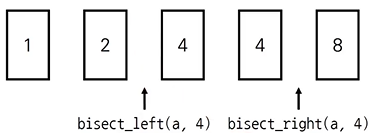 1 2 4 4 8
bisect_left(a, 4) bisect_right(a, 4)